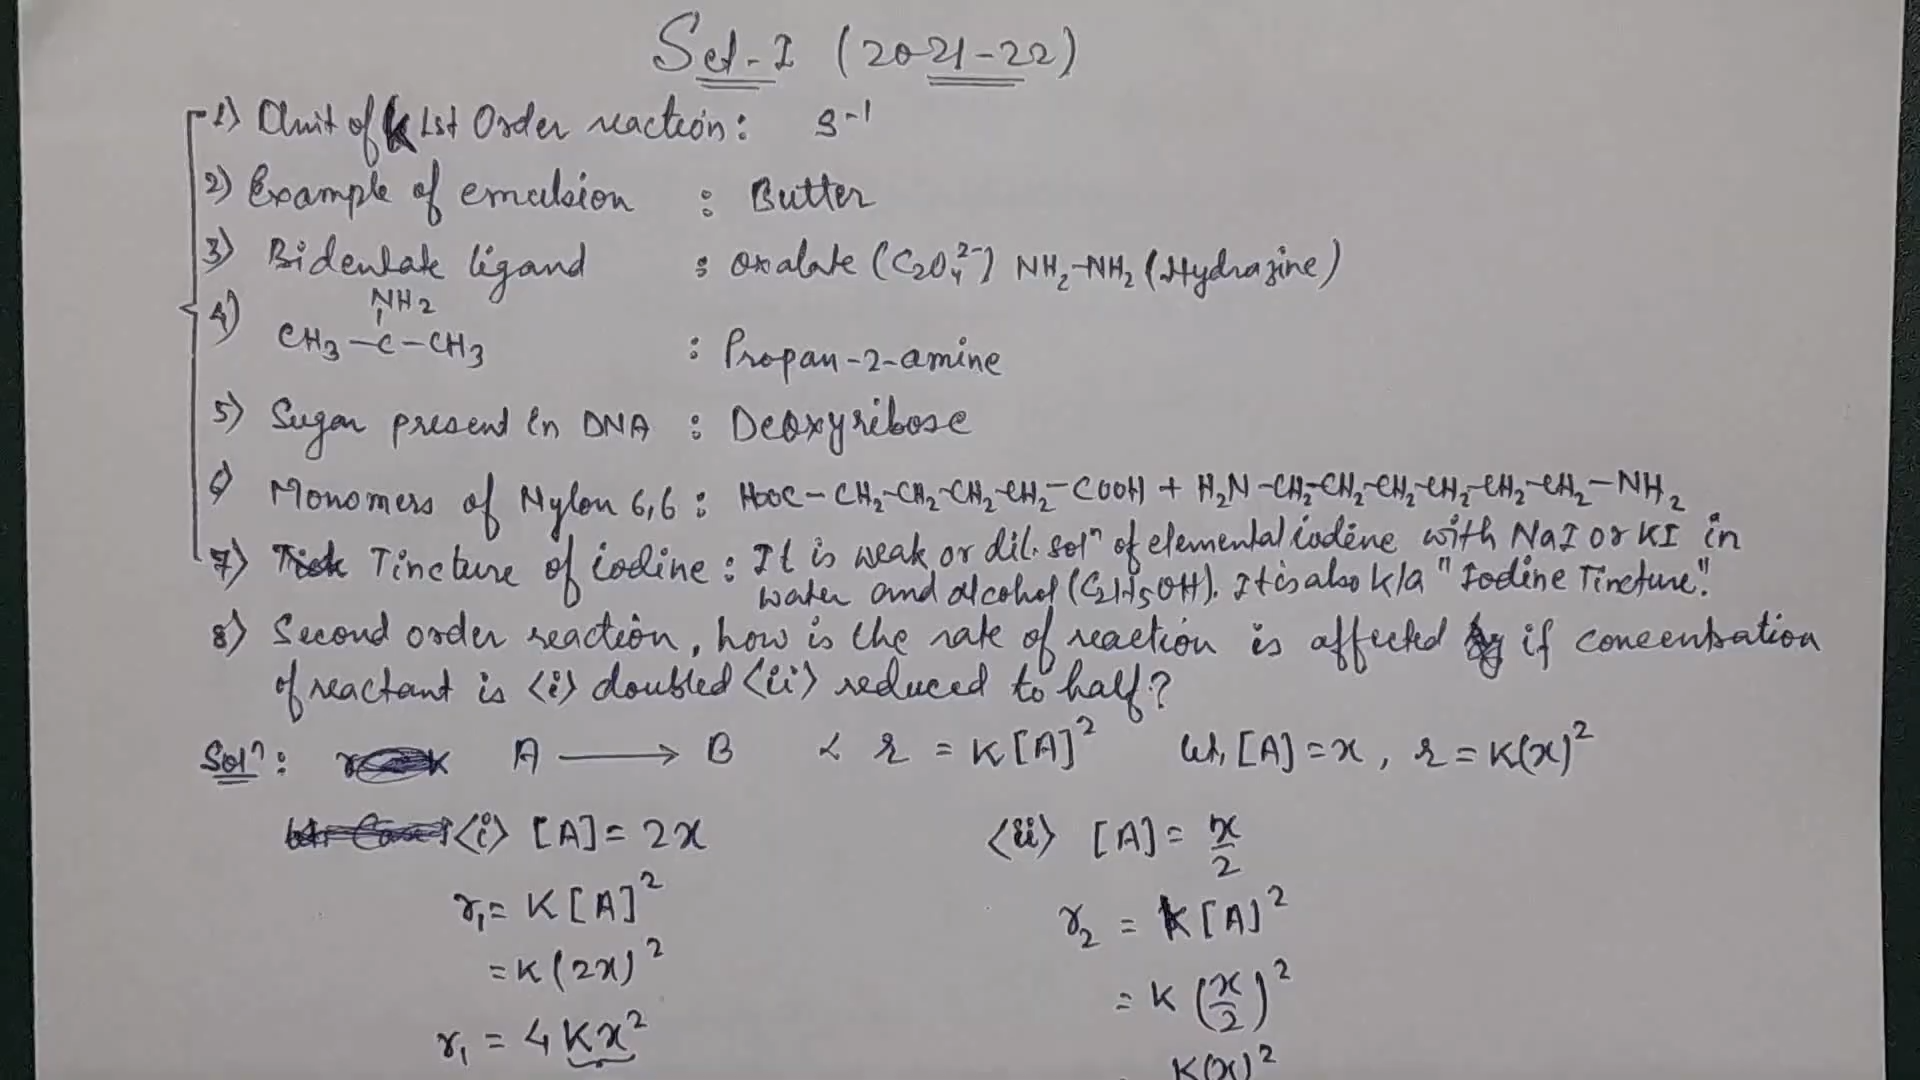 Set-I (2021-22)
1) Unit of k 1st Order reaction: s⁻¹
2) Example of emulsion : Butter
3) Bidentate ligand : oxalate (C₂O₄²⁻) NH₂-NH₂ (Hydrazine)
NH₂
4) CH₃-C-CH₃ : Propan-2-amine
5) Sugar present in DNA : Deoxyribose
6) Monomers of Nylon 6,6 : HOOC-CH₂-CH₂-CH₂-CH₂-COOH + H₂N-CH₂-CH₂-CH₂-CH₂-CH₂-CH₂-NH₂
7) Tincture of iodine : It is weak or dil. solⁿ of elemental iodine with NaI or KI in
water and alcohol (C₂H₅OH). It is also k/a "Iodine Tincture".
8) Second order reaction, how is the rate of reaction is affected if concentration
of reactant is <i> doubled <ii> reduced to half?
Solⁿ: A ⟶ B & r = K[A]² let, [A]=x, r=K(x)²
<i> [A]=2x <ii> [A]=x/2
r₁=K[A]² r₂ = K[A]²
=K(2x)² =K(x/2)²
r₁ = 4Kx² K(x)²